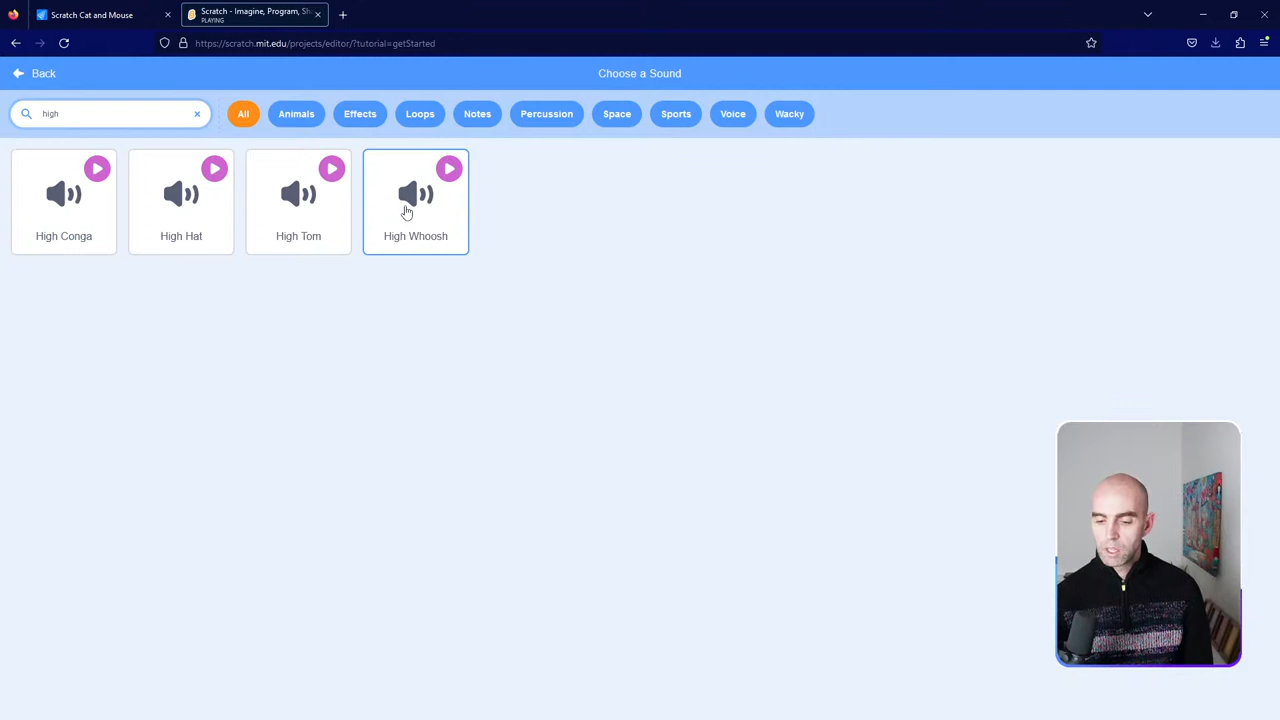 Scratch Cat and Mouse
Scratch - Imagine, Program, Sh
PLAYING
https://scratch.mit.edu/projects/editor/?tutorial=getStarted
Back
Choose a Sound
high
All
Animals
Effects
Loops
Notes
Percussion
Space
Sports
Voice
Wacky
High Conga
High Hat
High Tom
High Whoosh